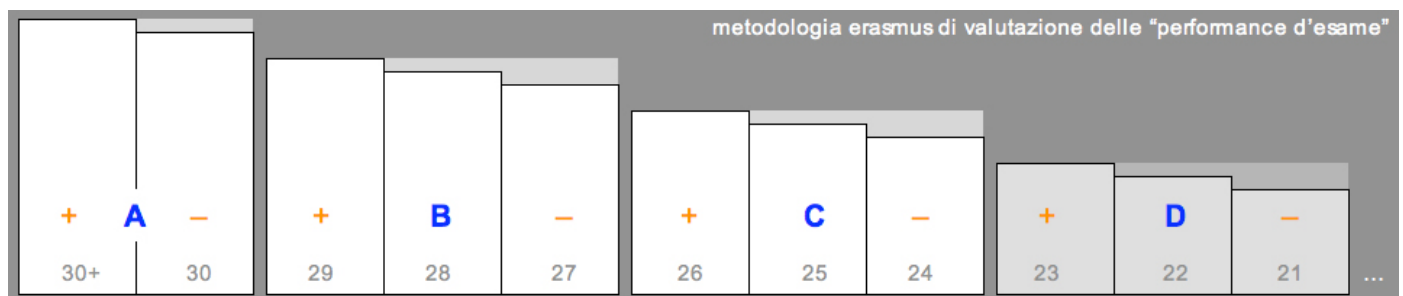 metodologia erasmus di valutazione delle “performance d’esame”
+ A – + B – + C – + D –
30+ 30 29 28 27 26 25 24 23 22 21 ...